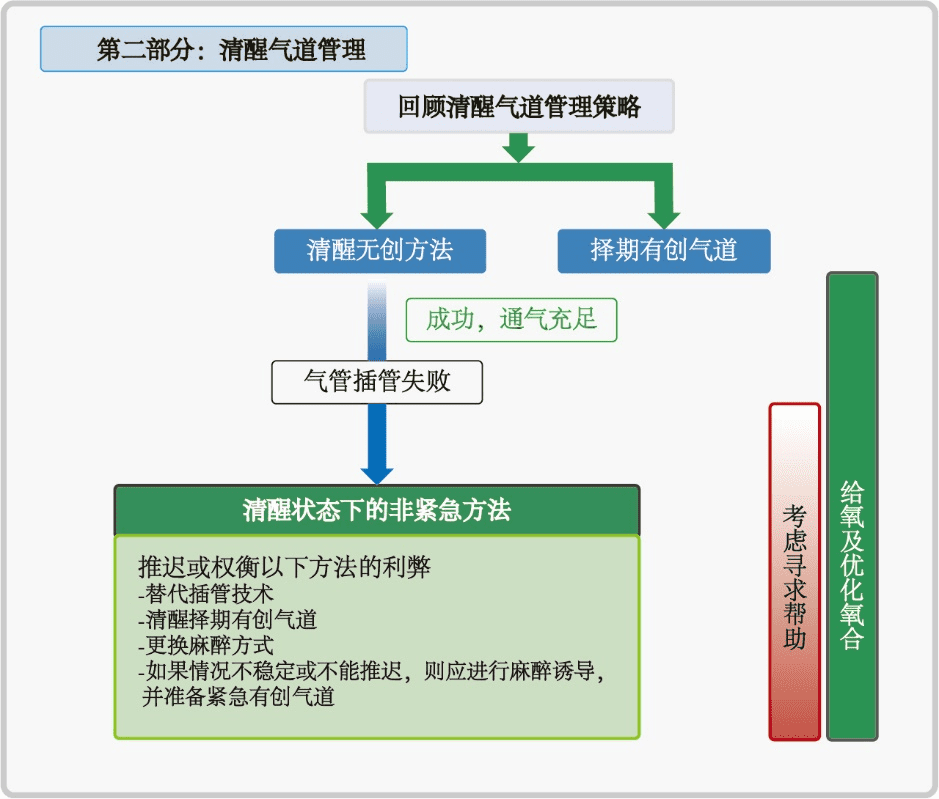 第二部分：清醒气道管理
回顾清醒气道管理策略
清醒无创方法
择期有创气道
成功，通气充足
气管插管失败
清醒状态下的非紧急方法
推迟或权衡以下方法的利弊
-替代插管技术
-清醒择期有创气道
-更换麻醉方式
-如果情况不稳定或不能推迟，则应进行麻醉诱导，
并准备紧急有创气道
考虑寻求帮助
给氧及优化氧合